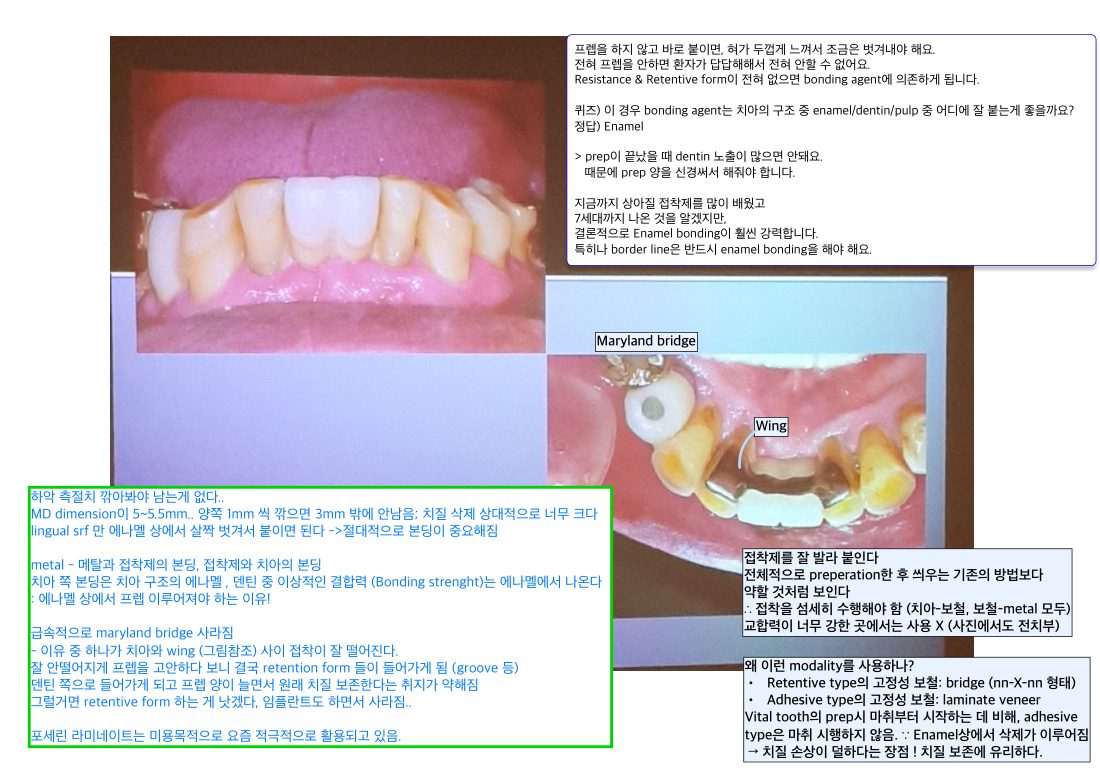 프렙을 하지 않고 바로 붙이면, 혀가 두껍게 느껴서 조금은 벗겨내야 해요.
전혀 프렙을 안하면 환자가 답답해해서 전혀 안할 수 없어요.
Resistance & Retentive form이 전혀 없으면 bonding agent에 의존하게 됩니다.
퀴즈) 이 경우 bonding agent는 치아의 구조 중 enamel/dentin/pulp 중 어디에 잘 붙는게 좋을까요?
정답) Enamel
> prep이 끝났을 때 dentin 노출이 많으면 안돼요.
때문에 prep 양을 신경써서 해줘야 합니다.
지금까지 상아질 접착제를 많이 배웠고
7세대까지 나온 것을 알겠지만,
결론적으로 Enamel bonding이 훨씬 강력합니다.
특히나 border line은 반드시 enamel bonding을 해야 해요.
Maryland bridge
Wing
하악 측절치 깎아봐야 남는게 없다..
MD dimension이 5~5.5mm.. 양쪽 1mm 씩 깎으면 3mm 밖에 안남음; 치질 삭제 상대적으로 너무 크다
lingual srf 만 에나멜 상에서 살짝 벗겨서 붙이면 된다 ->절대적으로 본딩이 중요해짐
metal - 메탈과 접착제의 본딩, 접착제와 치아의 본딩
치아 쪽 본딩은 치아 구조의 에나멜 , 덴틴 중 이상적인 결합력 (Bonding strenght)는 에나멜에서 나온다
: 에나멜 상에서 프렙 이루어져야 하는 이유!
급속적으로 maryland bridge 사라짐
- 이유 중 하나가 치아와 wing (그림참조) 사이 접착이 잘 떨어진다.
잘 안떨어지게 프렙을 고안하다 보니 결국 retention form 들이 들어가게 됨 (groove 등)
덴틴 쪽으로 들어가게 되고 프렙 양이 늘면서 원래 치질 보존한다는 취지가 약해짐
그럴거면 retentive form 하는 게 낫겠다, 임플란트도 하면서 사라짐..
포세린 라미네이트는 미용목적으로 요즘 적극적으로 활용되고 있음.
접착제를 잘 발라 붙인다
전체적으로 preperation한 후 씌우는 기존의 방법보다
약할 것처럼 보인다
∴ 접착을 섬세히 수행해야 함 (치아-보철, 보철-metal 모두)
교합력이 너무 강한 곳에서는 사용 X (사진에서도 전치부)
왜 이런 modality를 사용하나?
• Retentive type의 고정성 보철: bridge (nn-X-nn 형태)
• Adhesive type의 고정성 보철: laminate veneer
Vital tooth의 prep시 마취부터 시작하는 데 비해, adhesive
type은 마취 시행하지 않음. ∵ Enamel상에서 삭제가 이루어짐
→ 치질 손상이 덜하다는 장점 ! 치질 보존에 유리하다.